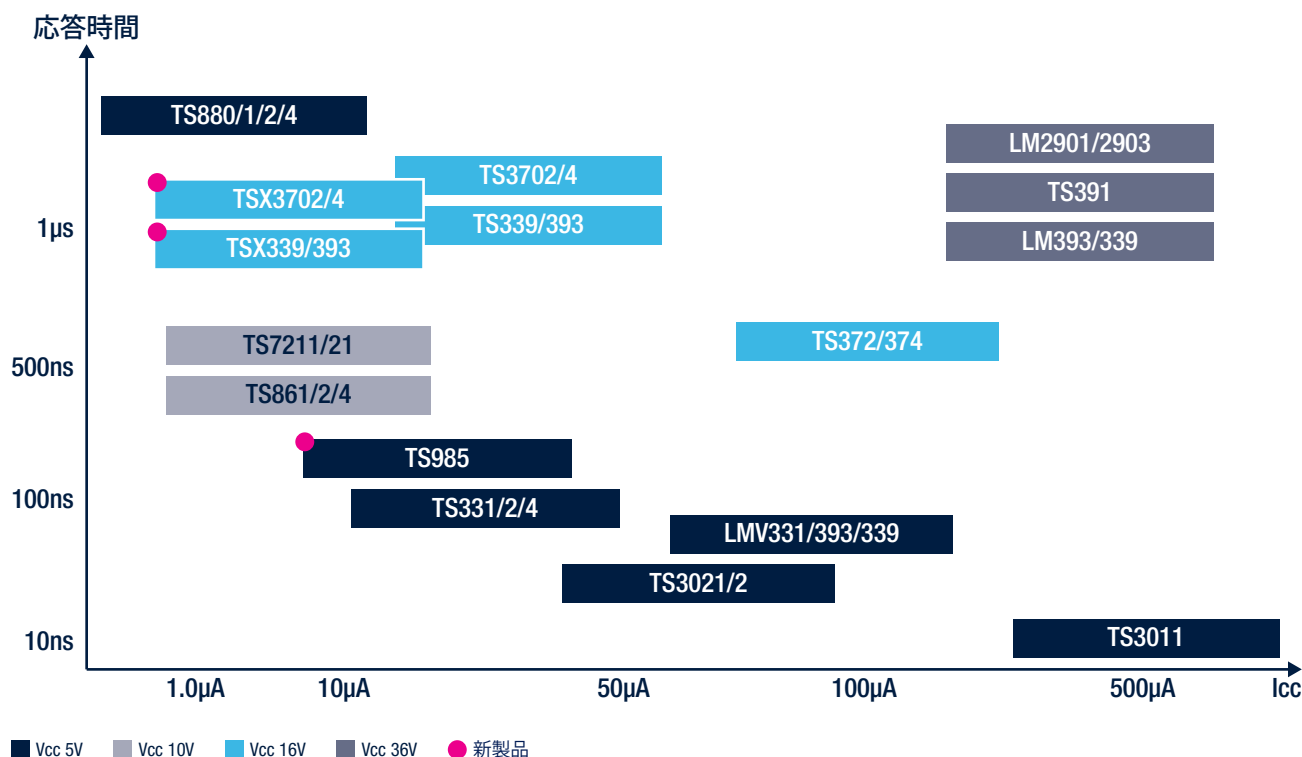 応答時間
TS880/1/2/4
LM2901/2903
TS3702/4
TSX3702/4
TS391
TS339/393
1µs
TSX339/393
LM393/339
TS7211/21
TS372/374
500ns
TS861/2/4
TS985
100ns
TS331/2/4
LMV331/393/339
TS3021/2
10ns
TS3011
1.0µA 10µA 50µA 100µA 500µA Icc
Vcc 5V Vcc 10V Vcc 16V Vcc 36V 新製品